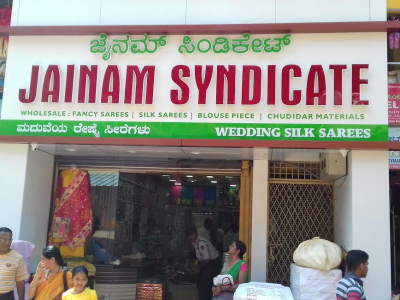 ಜೈನಮ್ ಸಿಂಡಿಕೇಟ್
JAINAM SYNDICATE
WHOLESALE : FANCY SAREES | SILK SAREES | BLOUSE PIECE | CHUDIDAR MATERIALS
ಮದುವೆಯ ರೇಷ್ಮೆ ಸೀರೆಗಳು WEDDING SILK SAREES